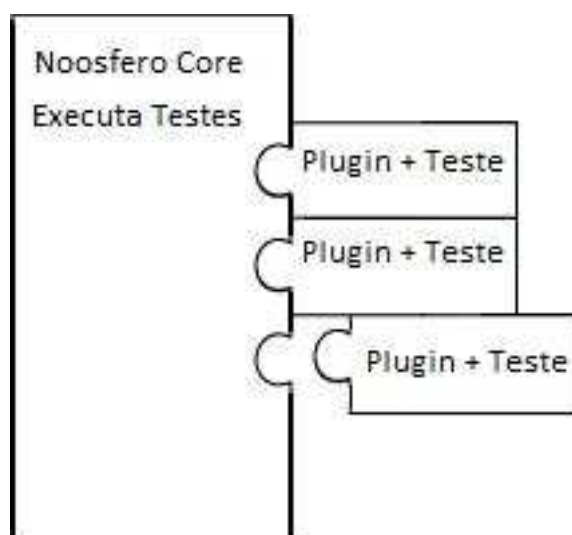 Noosfero Core
Executa Testes
Plugin + Teste
Plugin + Teste
Plugin + Teste